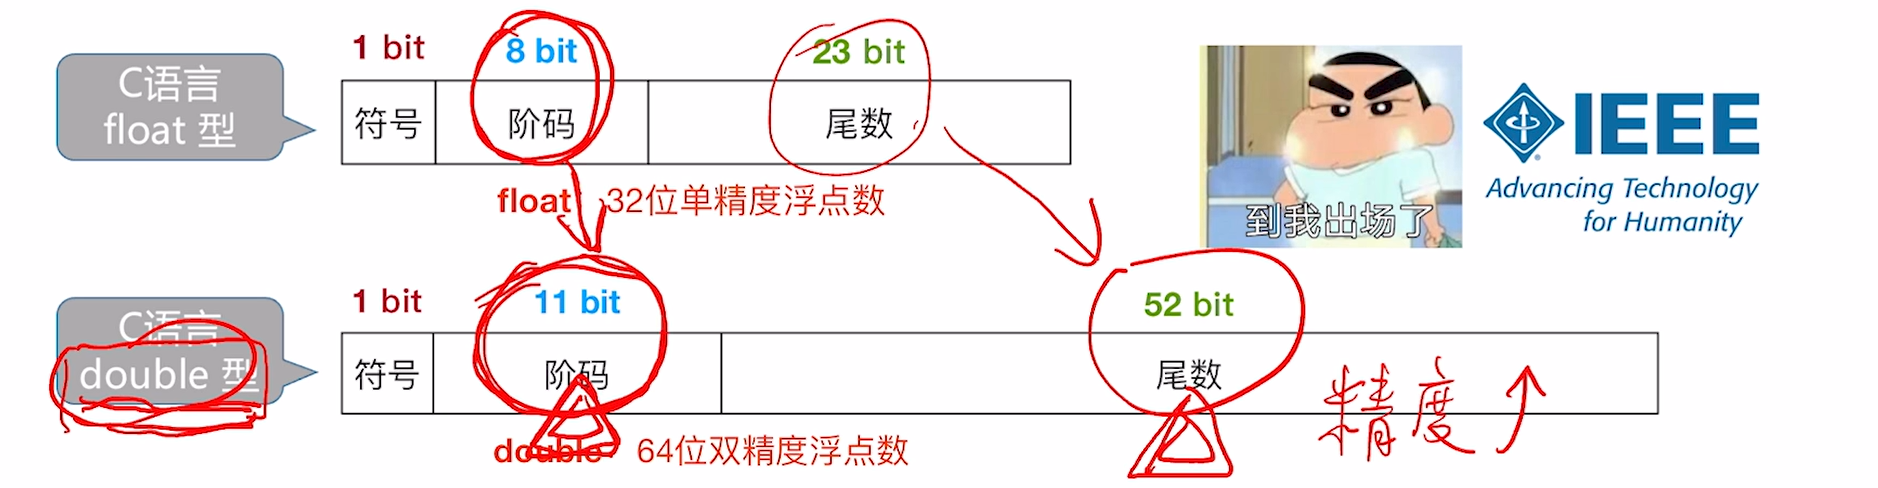 1 bit
8 bit
23 bit
C语言
float 型
符号
阶码
尾数
float
32位单精度浮点数
到我出场了
IEEE
Advancing Technology
for Humanity
1 bit
11 bit
52 bit
C语言
double 型
符号
阶码
尾数
精度↑
double
64位双精度浮点数